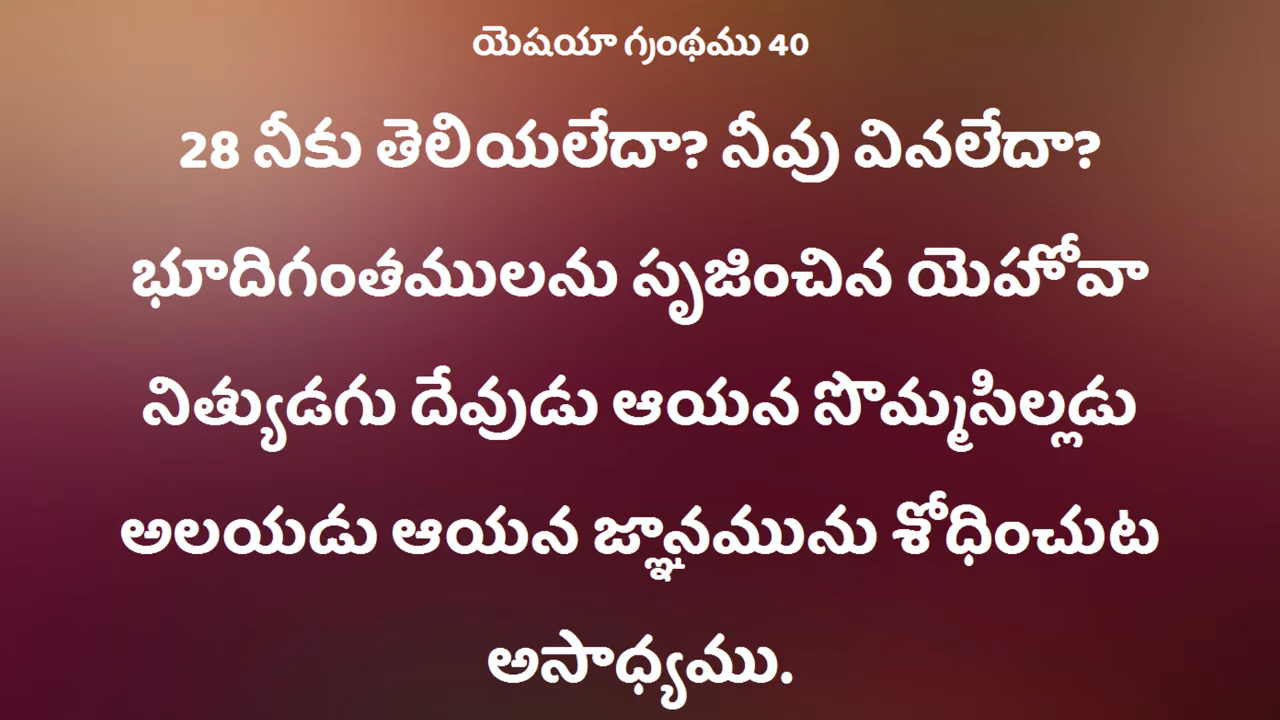 యెషయా గ్రంథము 40
28 నీకు తెలియలేదా? నీవు వినలేదా?
భూదిగంతములను సృజించిన యెహోవా
నిత్యుడగు దేవుడు ఆయన సొమ్మసిల్లడు
అలయడు ఆయన జ్ఞానమును శోధించుట
అసాధ్యము.